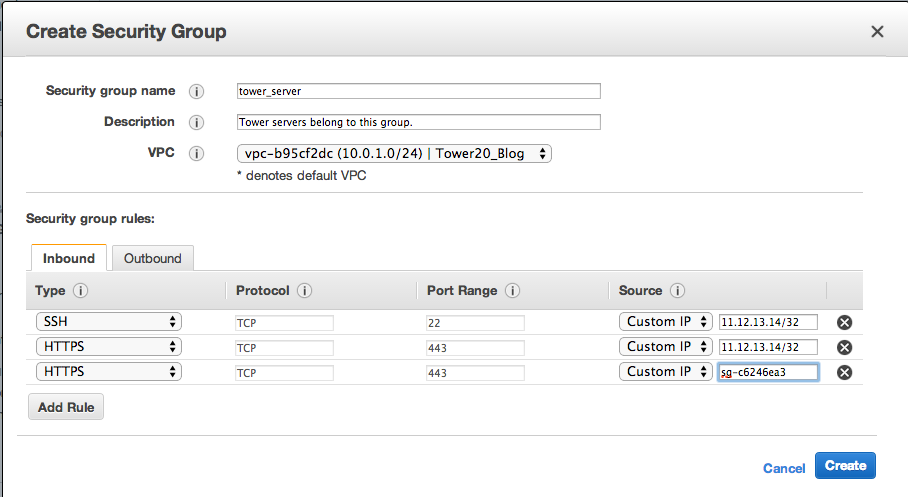 Create Security Group
Security group name i tower_server
Description i Tower servers belong to this group.
VPC i vpc-b95cf2dc (10.0.1.0/24) | Tower20_Blog
* denotes default VPC
Security group rules:
Inbound Outbound
Type i Protocol i Port Range i Source i
SSH TCP 22 Custom IP 11.12.13.14/32
HTTPS TCP 443 Custom IP 11.12.13.14/32
HTTPS TCP 443 Custom IP sg-c6246ea3
Add Rule
Cancel Create